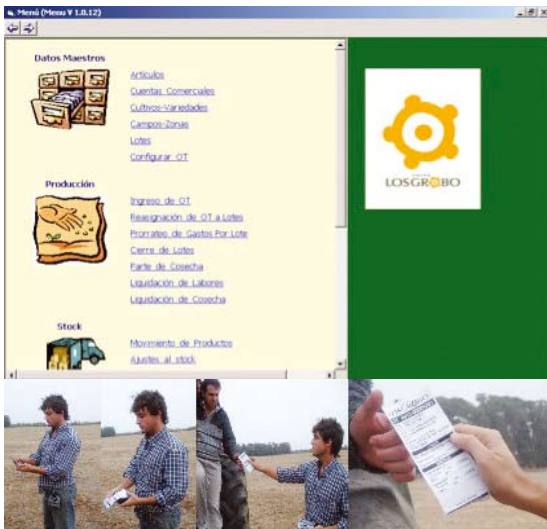 Menú (Menu V 1.0.12)
Datos Maestros
Artículos
Cuentas Comerciales
Cultivos-Variedades
Campos-Zonas
Lotes
Configurar OT
Producción
Ingreso de OT
Reasignación de OT a Lotes
Prorrateo de Gastos Por Lote
Cierre de Lotes
Parte de Cosecha
Liquidación de Labores
Liquidación de Cosecha
Stock
Movimiento de Productos
Ajustes al stock
LOSGROBO